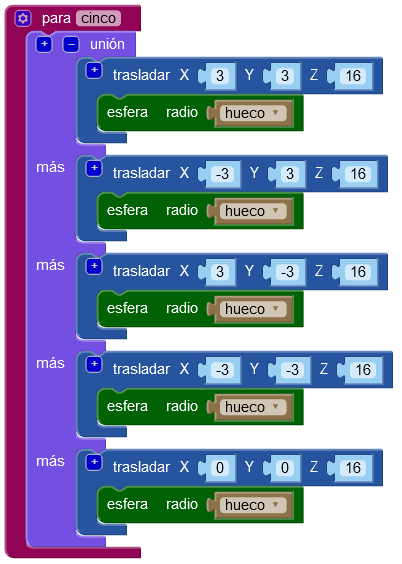 para cinco
+ − unión
+ trasladar X 3 Y 3 Z 16
esfera radio hueco ▾
más + trasladar X -3 Y 3 Z 16
esfera radio hueco ▾
más + trasladar X 3 Y -3 Z 16
esfera radio hueco ▾
más + trasladar X -3 Y -3 Z 16
esfera radio hueco ▾
más + trasladar X 0 Y 0 Z 16
esfera radio hueco ▾